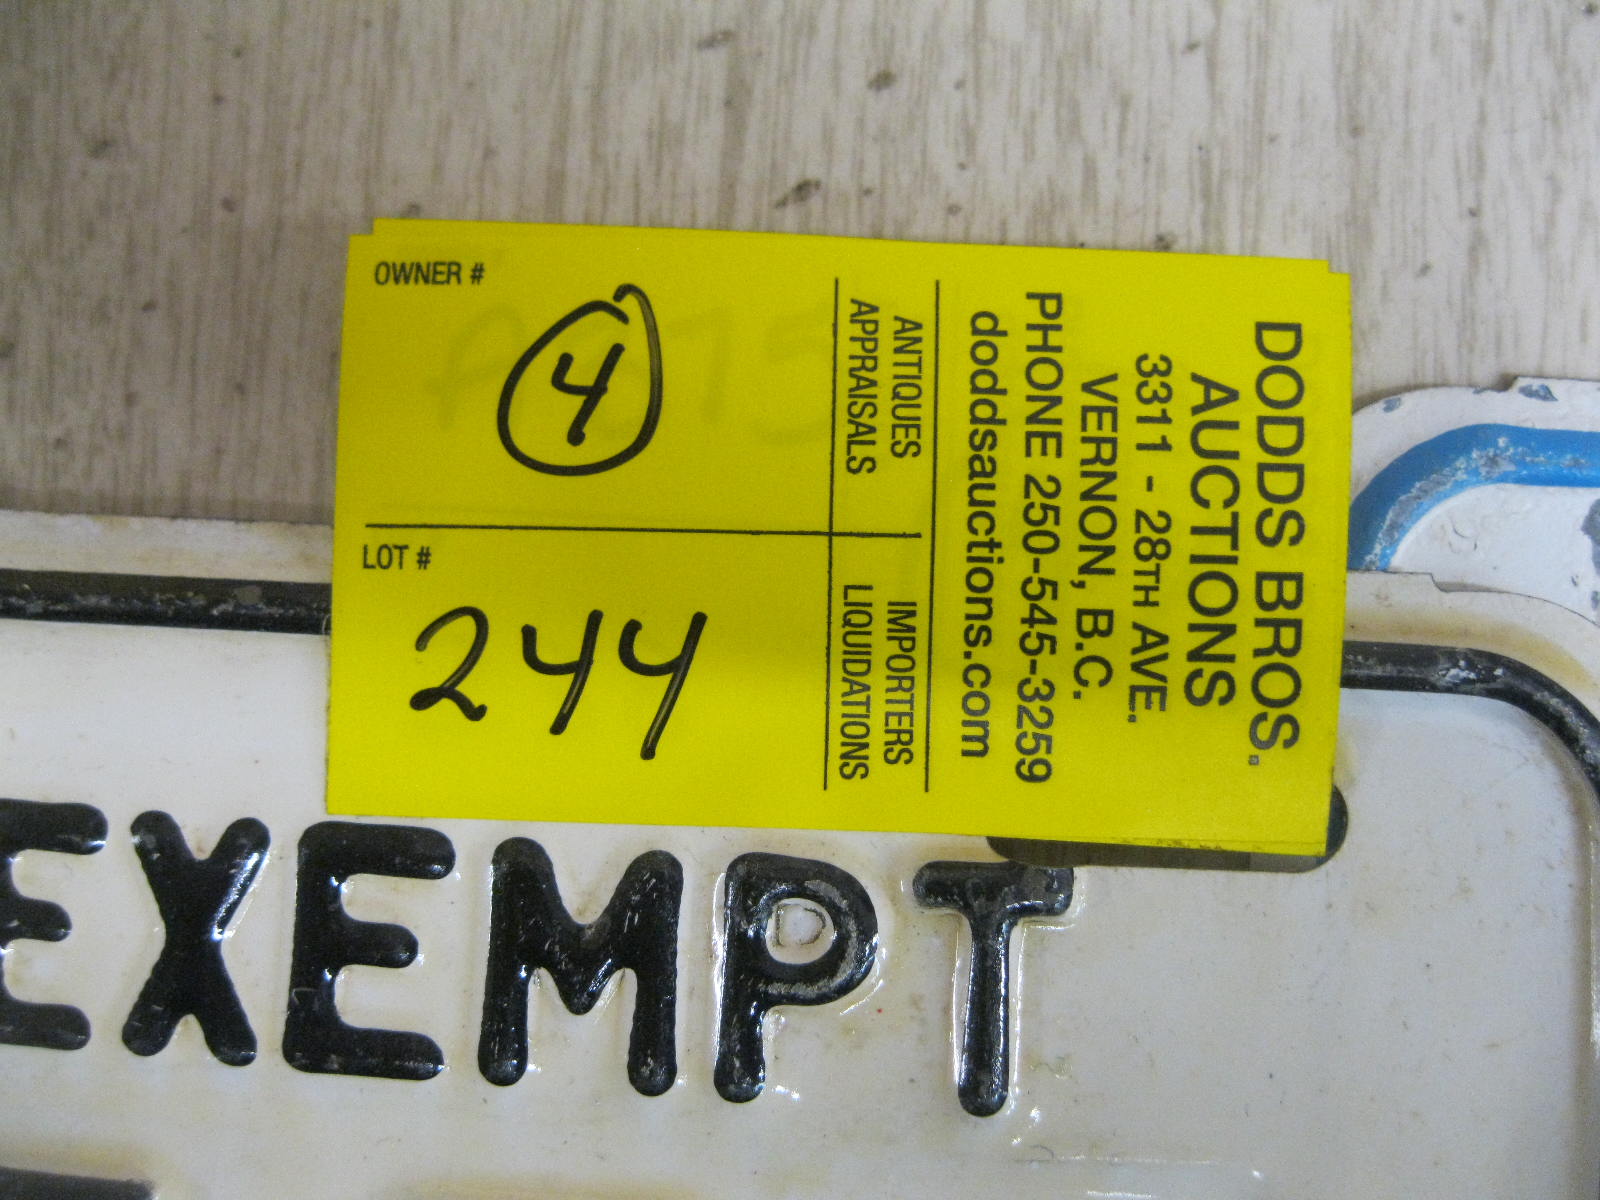 DODDS BROS.
AUCTIONS
3311 - 28TH AVE.
VERNON, B.C.
PHONE 250-545-3259
doddsauctions.com
ANTIQUES
APPRAISALS
IMPORTERS
LIQUIDATIONS
OWNER #
4
LOT #
244
EXEMPT